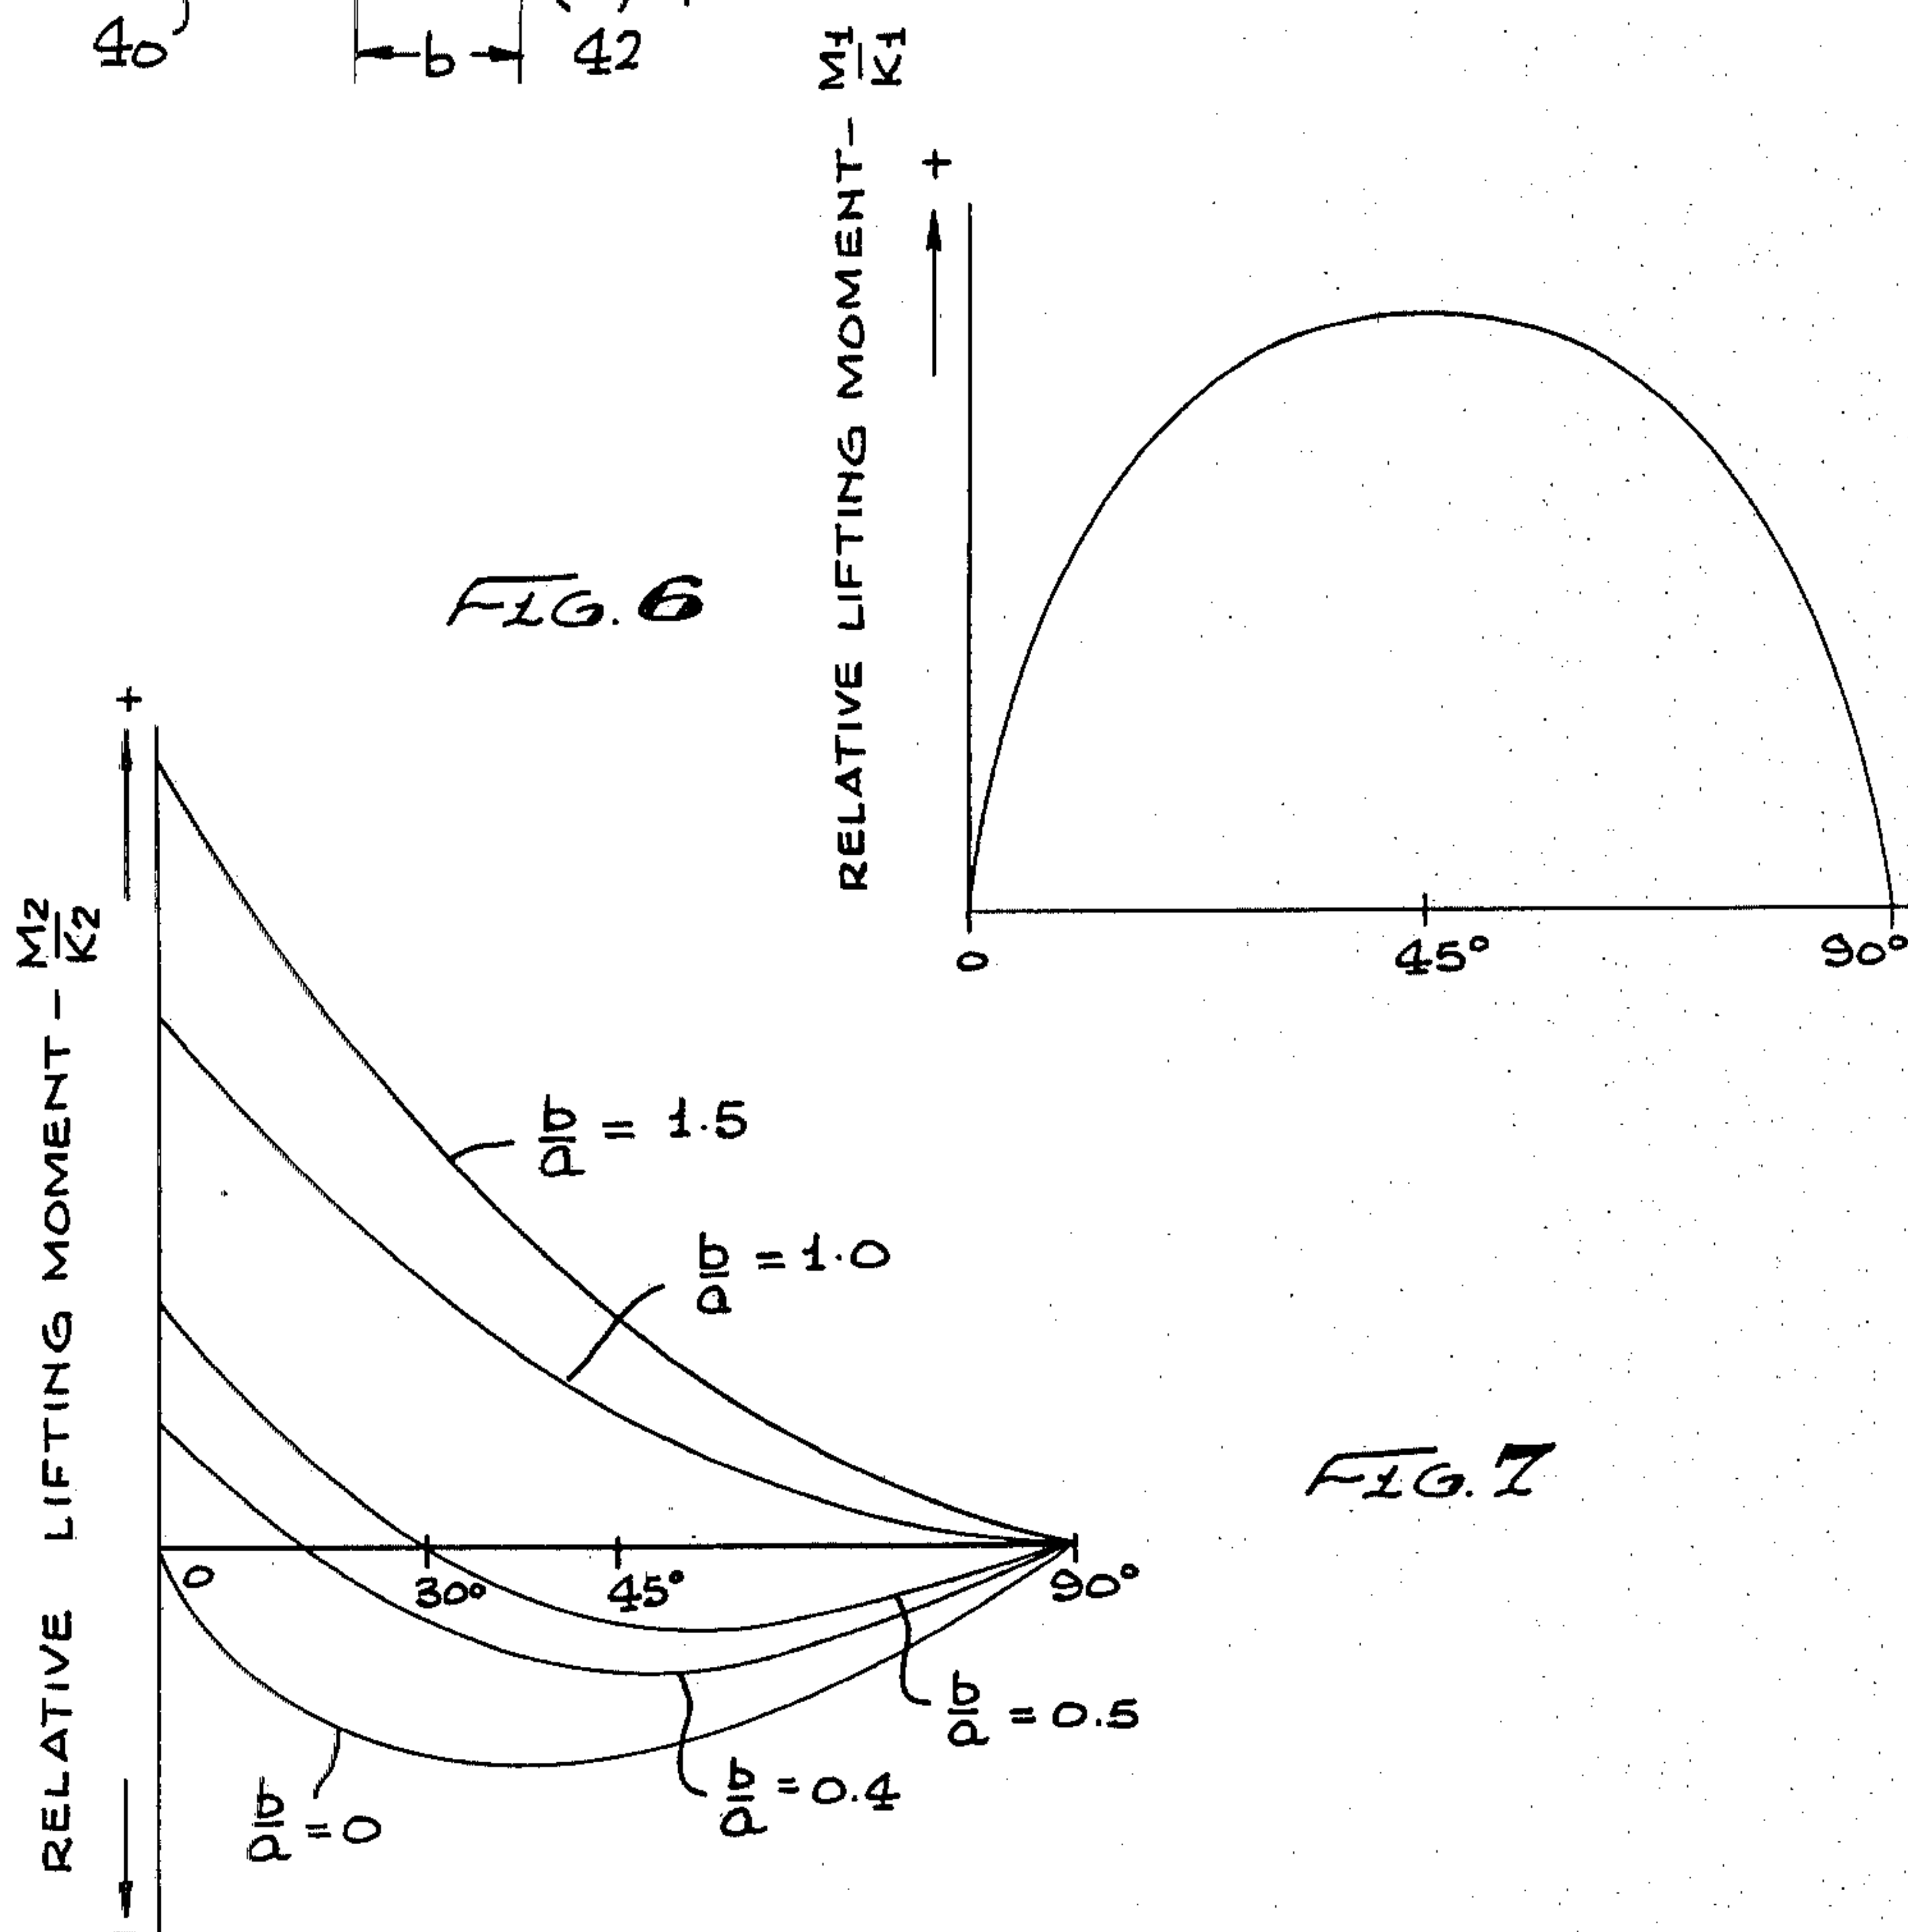 40
b
42
RELATIVE LIFTING MOMENT- M1/K1
+
FIG. 6
0
45°
90°
+
RELATIVE LIFTING MOMENT- M2/K2
b/a = 1.5
b/a = 1.0
FIG. 7
0
30°
45°
90°
b/a = 0.5
b/a = 0.4
b/a = 0